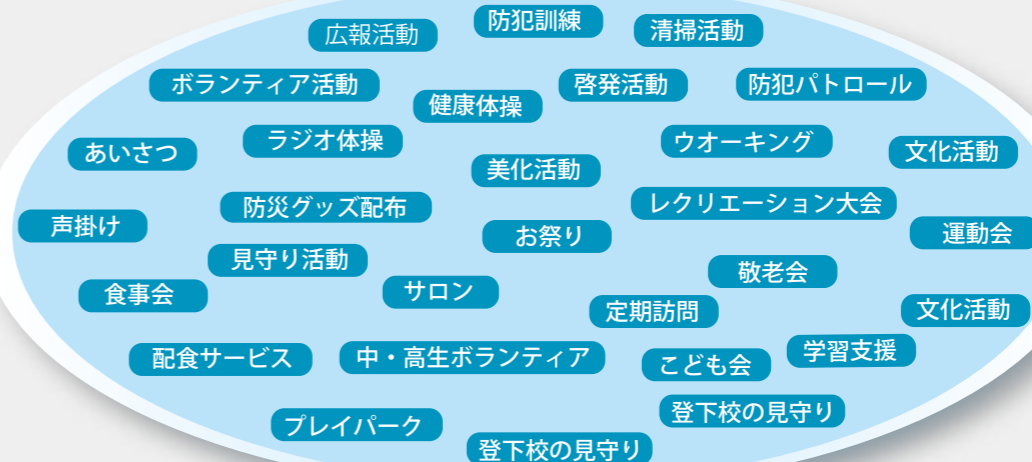 防犯訓練
広報活動
清掃活動
ボランティア活動
啓発活動
防犯パトロール
健康体操
ラジオ体操
ウオーキング
あいさつ
文化活動
美化活動
防災グッズ配布
レクリエーション大会
声掛け
お祭り
運動会
見守り活動
敬老会
食事会
サロン
定期訪問
文化活動
配食サービス
中・高生ボランティア
こども会
学習支援
プレイパーク
登下校の見守り
登下校の見守り